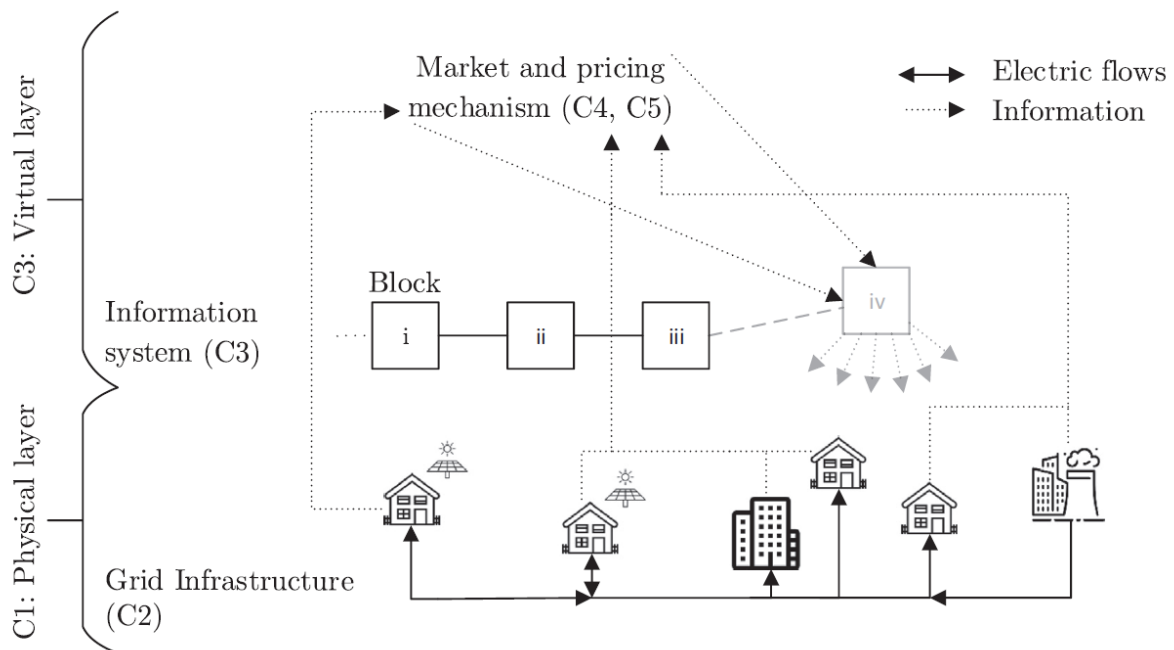 Market and pricing
mechanism (C4, C5)
Electric flows
Information
C3: Virtual layer
Block
i
ii
iii
iv
Information
system (C3)
C1: Physical layer
Grid Infrastructure
(C2)